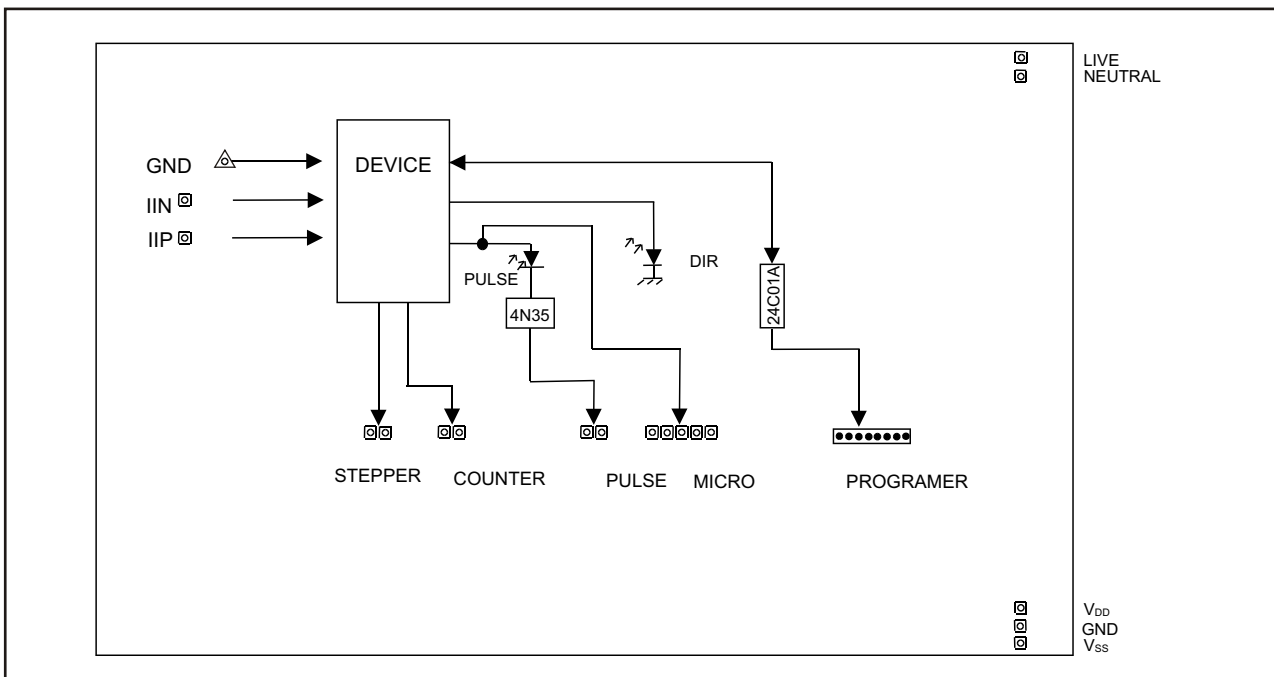 LIVE
NEUTRAL
GND
DEVICE
IIN
IIP
DIR
PULSE
24C01A
4N35
STEPPER
COUNTER
PULSE
MICRO
PROGRAMER
VDD
GND
VSS